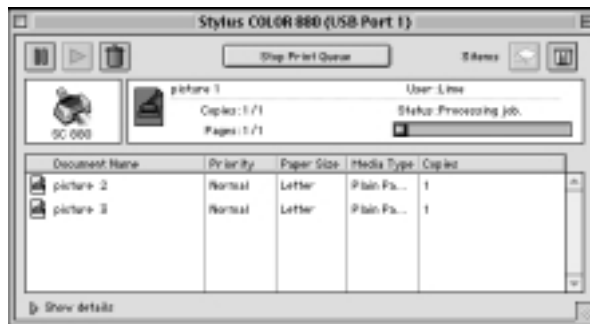 Stylus COLOR 880 (USB Port 1)
Stop Print Queue
3 items
picture 1
User: Lime
Copies: 1/1
Status: Processing job.
Pages: 1/1
SC 880
Document Name Priority Paper Size Media Type Copies
picture 2 Normal Letter Plain Pa... 1
picture 3 Normal Letter Plain Pa... 1
Show details